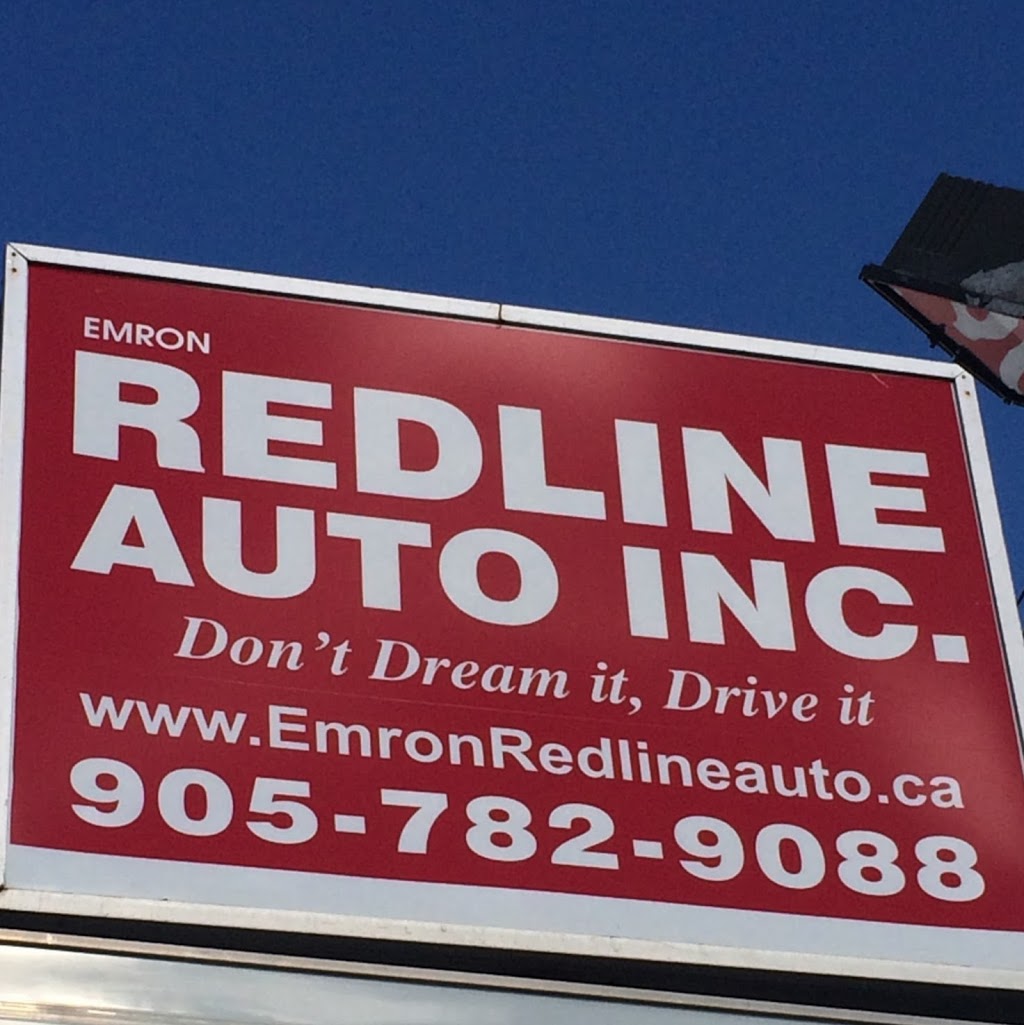 EMRON
REDLINE
AUTO INC.
Don't Dream it, Drive it
www.EmronRedlineauto.ca
905-782-9088